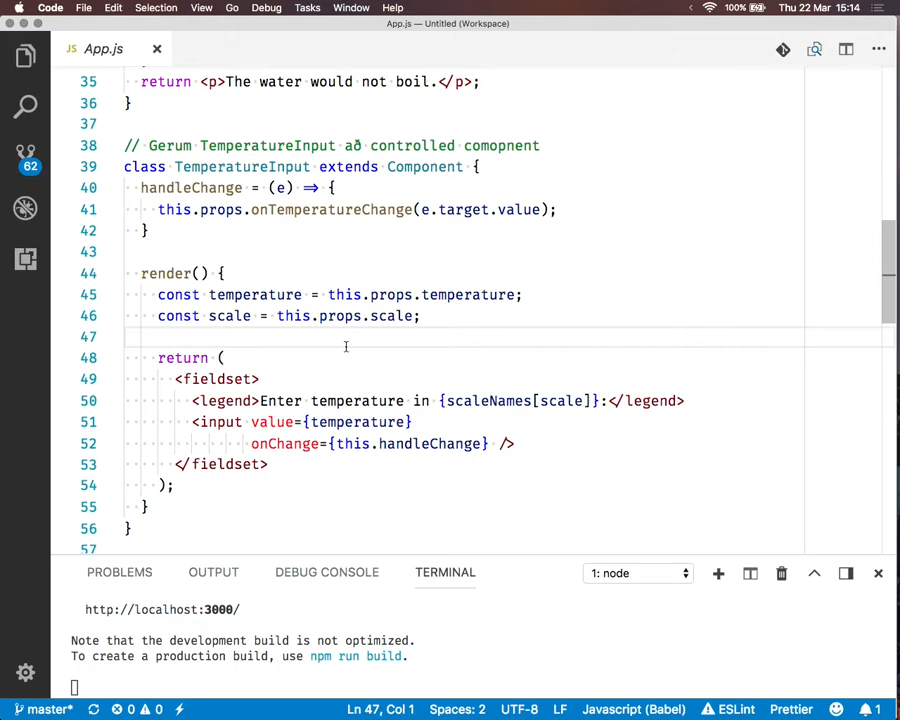 Code File Edit Selection View Go Debug Tasks Window Help 100% Thu 22 Mar 15:14
App.js — Untitled (Workspace)
JS App.js
35 return <p>The water would not boil.</p>;
36 }
37
38 // Gerum TemperatureInput að controlled comopnent
39 class TemperatureInput extends Component {
40 handleChange = (e) => {
41 this.props.onTemperatureChange(e.target.value);
42 }
43
44 render() {
45 const temperature = this.props.temperature;
46 const scale = this.props.scale;
47
48 return (
49 <fieldset>
50 <legend>Enter temperature in {scaleNames[scale]}:</legend>
51 <input value={temperature}
52 onChange={this.handleChange} />
53 </fieldset>
54 );
55 }
56 }
57
62
PROBLEMS OUTPUT DEBUG CONSOLE TERMINAL 1: node
http://localhost:3000/
Note that the development build is not optimized.
To create a production build, use npm run build.
master* 0 0 Ln 47, Col 1 Spaces: 2 UTF-8 LF Javascript (Babel) ESLint Prettier 1